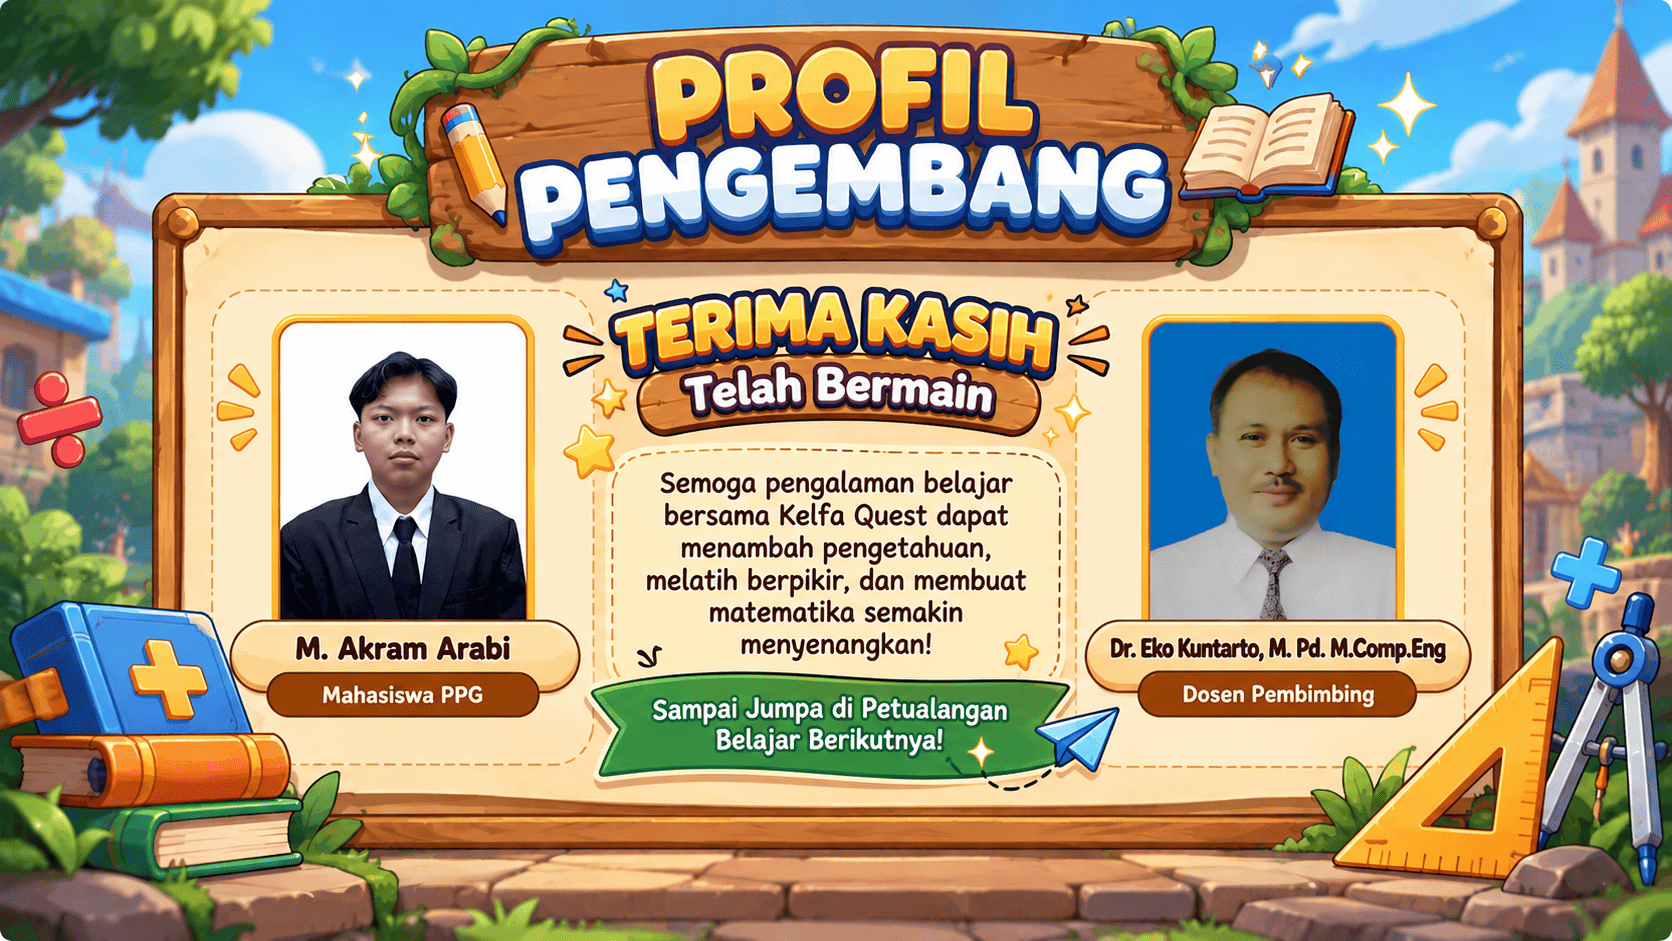 PROFIL
PENGEMBANG
TERIMA KASIH
Telah Bermain
Semoga pengalaman belajar
bersama Kelfa Quest dapat
menambah pengetahuan,
melatih berpikir, dan membuat
matematika semakin
menyenangkan!
M. Akram Arabi
Mahasiswa PPG
Dr. Eko Kuntarto, M. Pd. M.Comp.Eng
Dosen Pembimbing
Sampai Jumpa di Petualangan
Belajar Berikutnya!